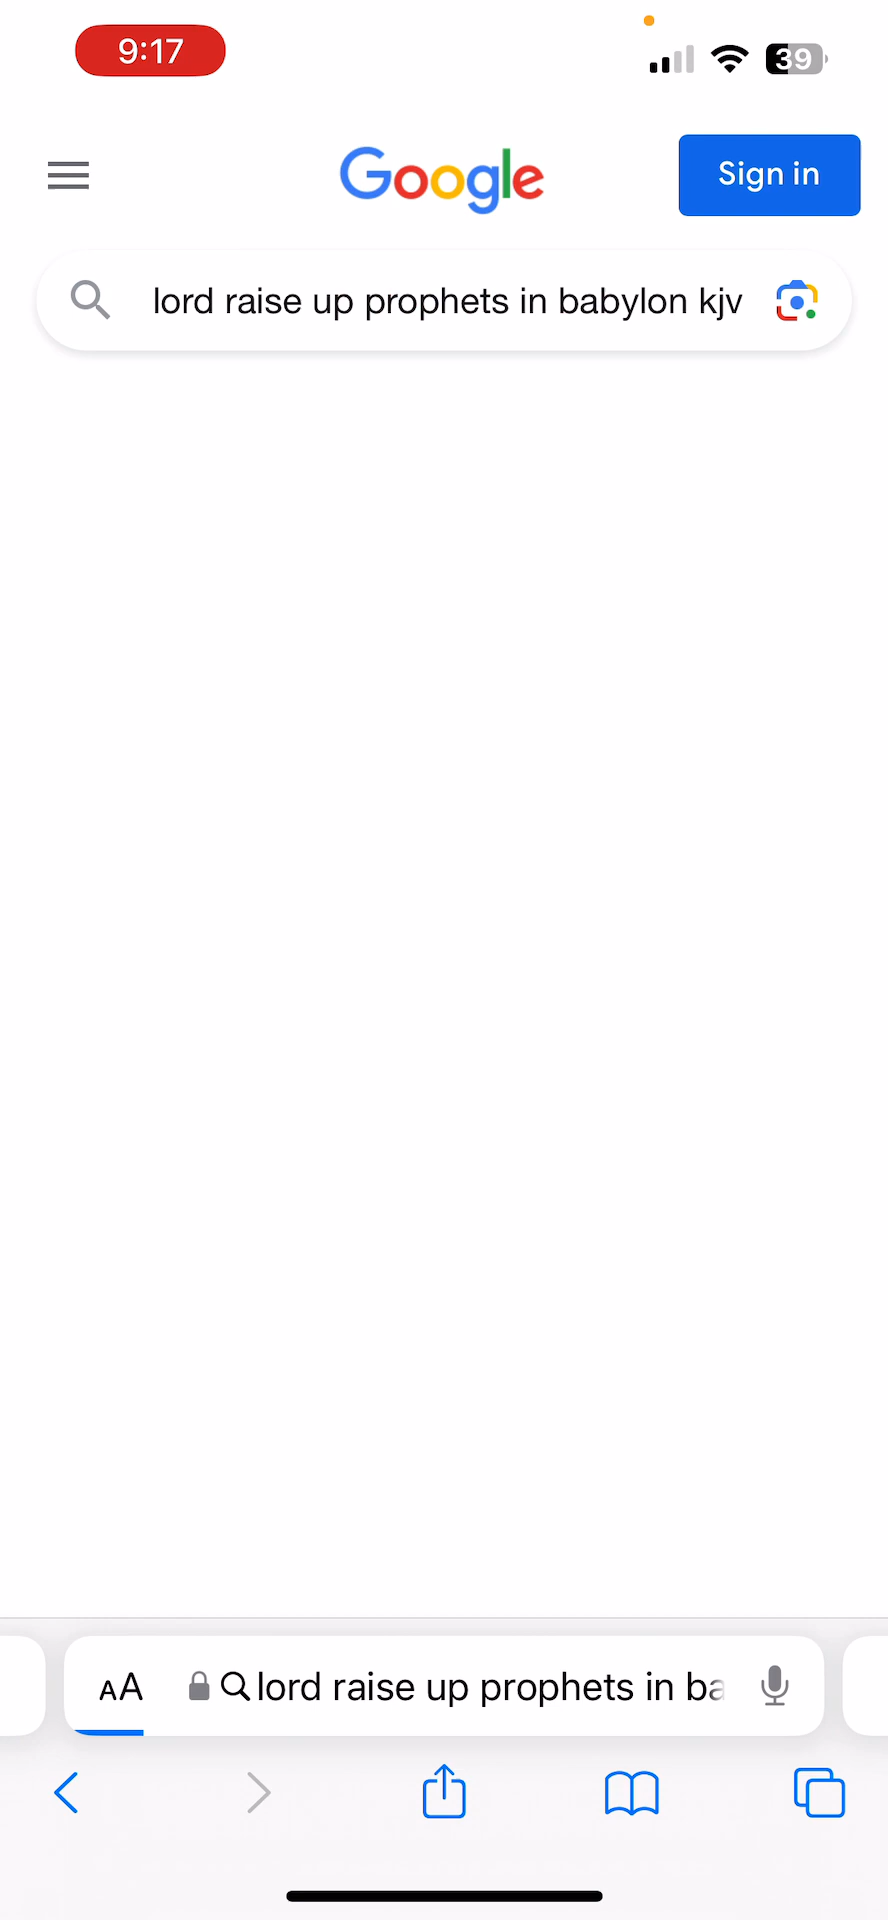 9:17
39
Google
Sign in
lord raise up prophets in babylon kjv
AA
lord raise up prophets in ba